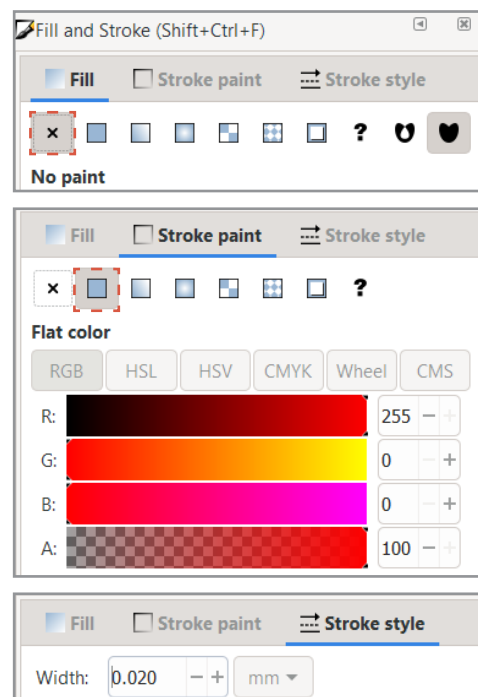 Fill and Stroke (Shift+Ctrl+F)
Fill Stroke paint Stroke style
?
No paint
Fill Stroke paint Stroke style
?
Flat color
RGB HSL HSV CMYK Wheel CMS
R: 255 − +
G: 0 − +
B: 0 − +
A: 100 − +
Fill Stroke paint Stroke style
Width: 0.020 − + mm